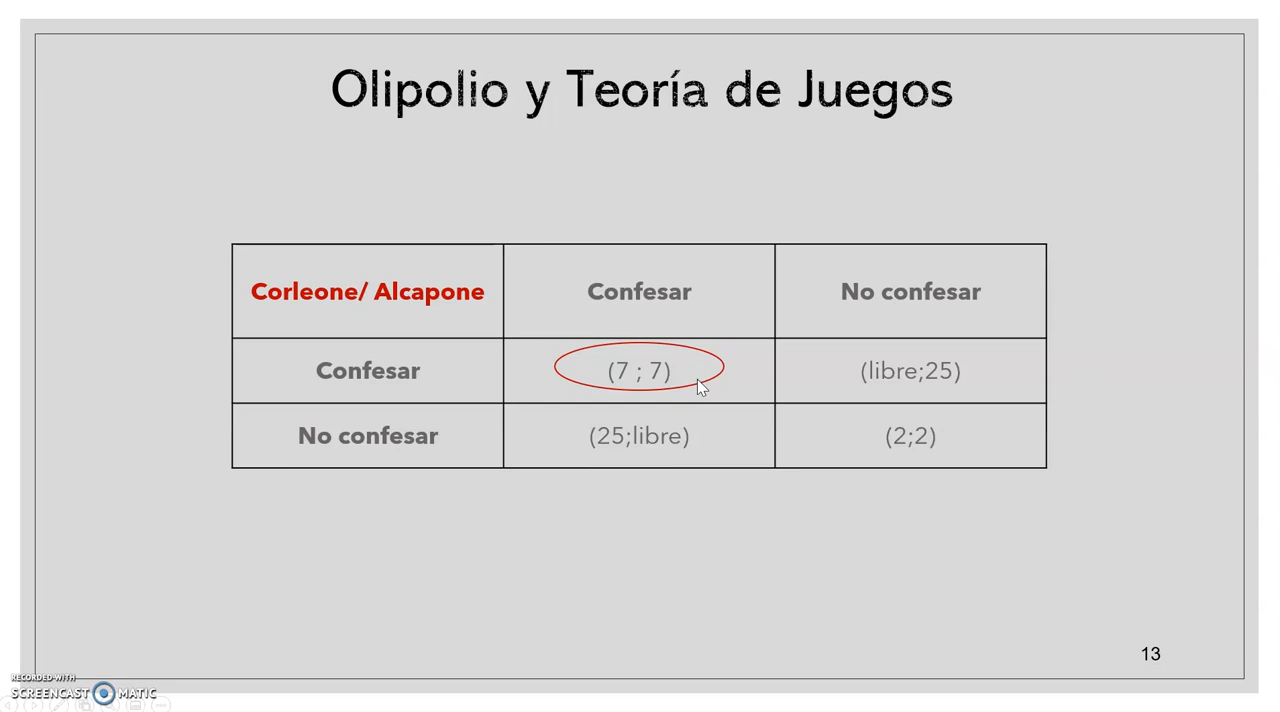 Olipolio y Teoría de Juegos
Corleone/ Alcapone Confesar No confesar
Confesar (7 ; 7) (libre;25)
No confesar (25;libre) (2;2)
13
RECORDED WITH
SCREENCAST MATIC